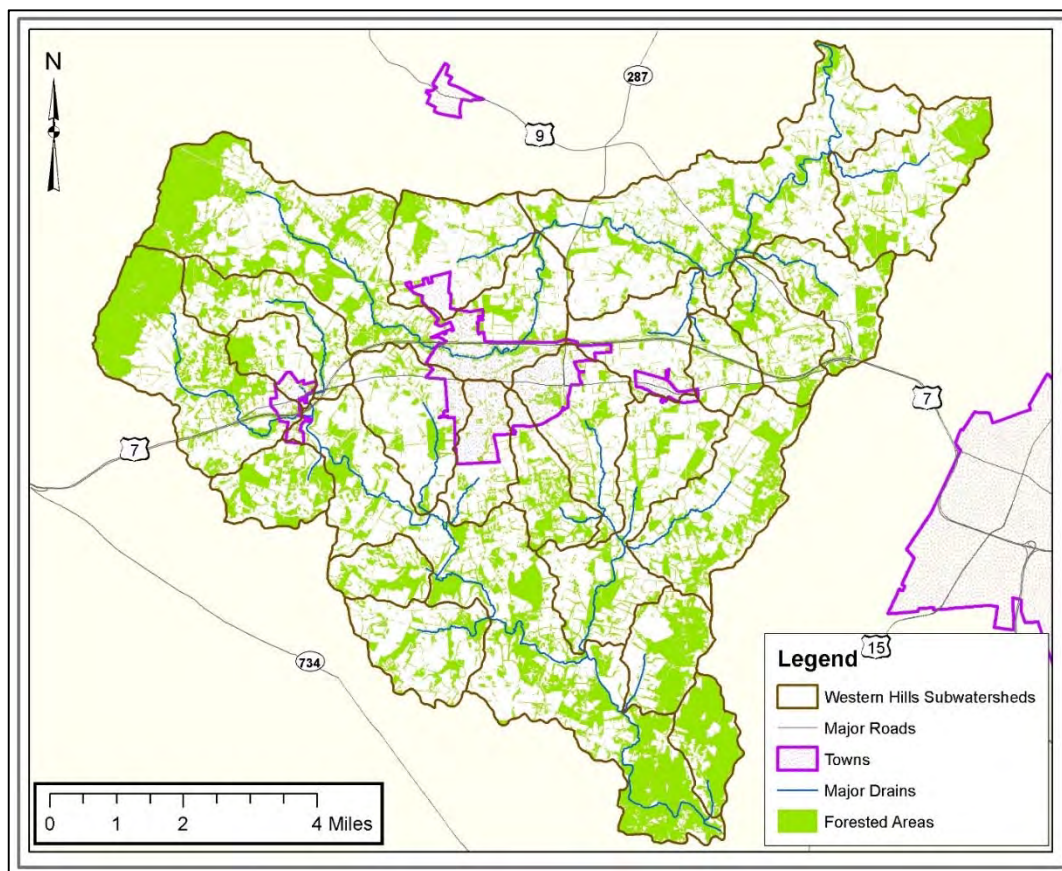 N
287
9
7
7
15
734
Legend
Western Hills Subwatersheds
Major Roads
Towns
Major Drains
Forested Areas
0 1 2 4 Miles